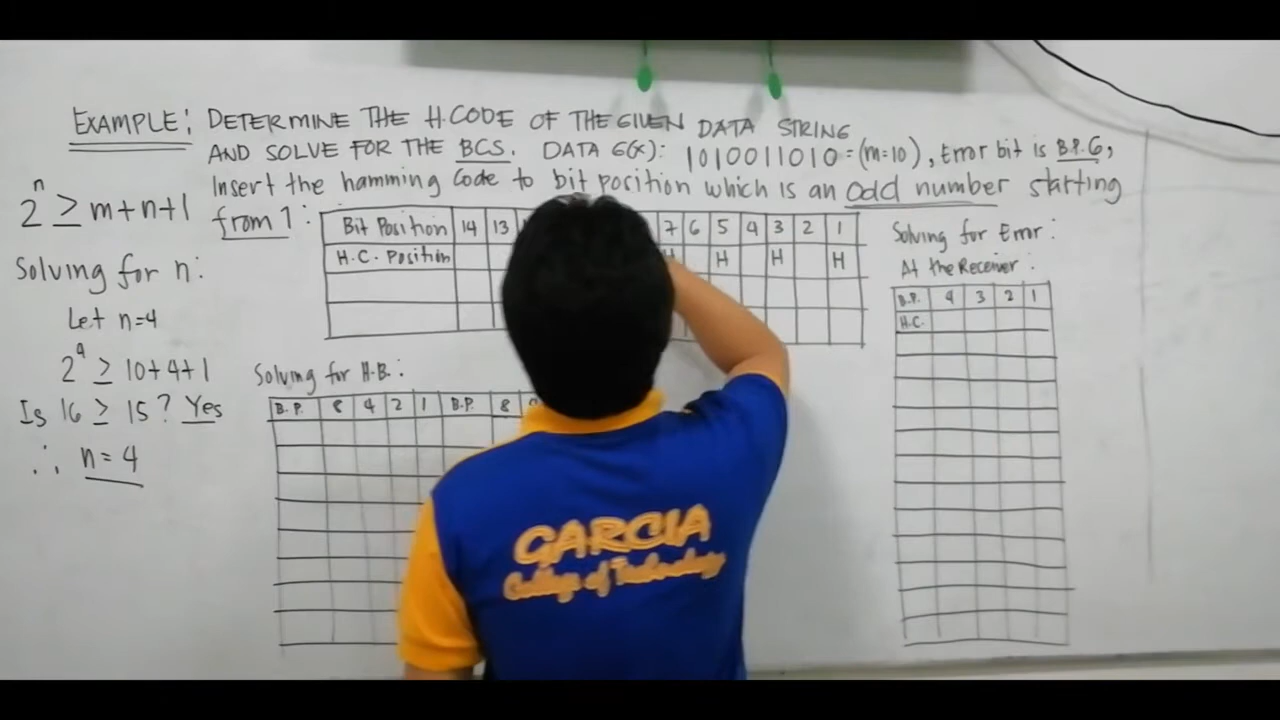 EXAMPLE: DETERMINE THE H.CODE OF THE GIVEN DATA STRING
AND SOLVE FOR THE BCS. DATA G(X): 1010011010=(m=10), Error bit is B.P.6,
Insert the hamming Code to bit position which is an odd number starting
from 1:
2^n ≥ m+n+1
Solving for n:
Let n=4
2^4 ≥ 10+4+1
Is 16 ≥ 15? Yes
∴ n=4
Bit Position 14 13 7 6 5 4 3 2 1
H.C. Position H H H H
Solving for H.B.:
B.P. 8 4 2 1 B.P. 8
Solving for Error:
At the Receiver:
B.P. 4 3 2 1
H.C.
GARCIA
College of Technology